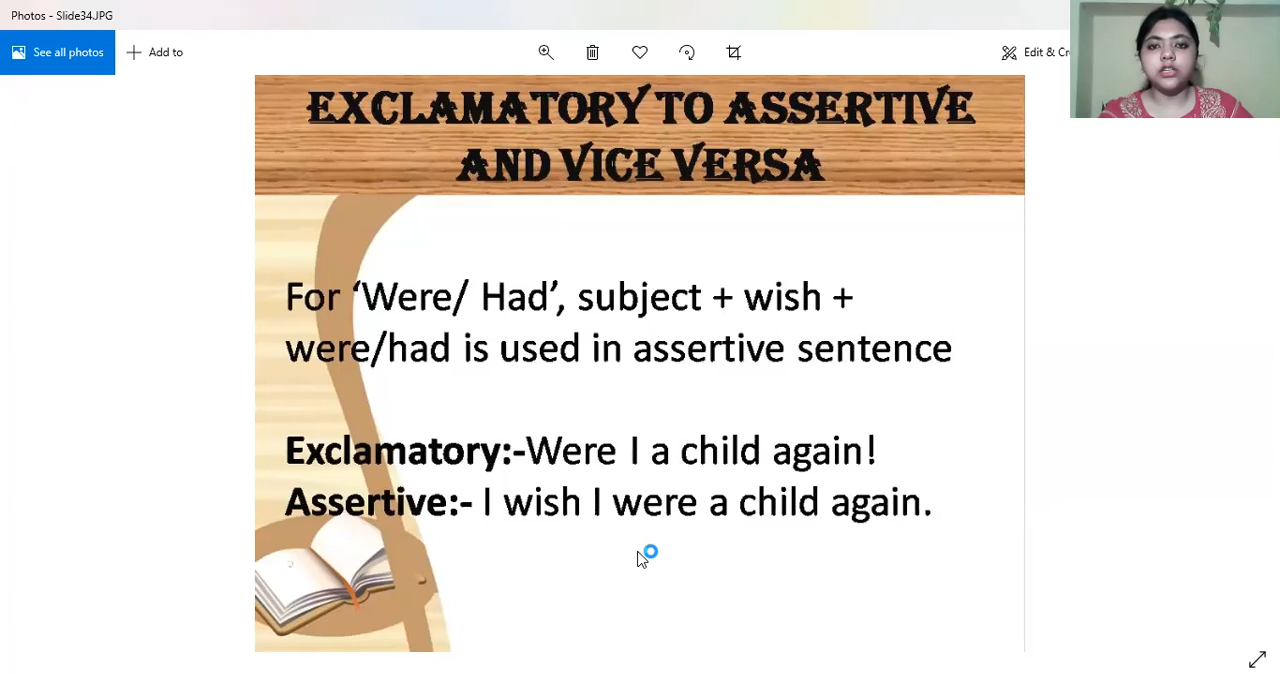 Photos - Slide34.JPG
See all photos
Add to
Edit & Cr
EXCLAMATORY TO ASSERTIVE
AND VICE VERSA
For ‘Were/ Had’, subject + wish +
were/had is used in assertive sentence
Exclamatory:-Were I a child again!
Assertive:- I wish I were a child again.